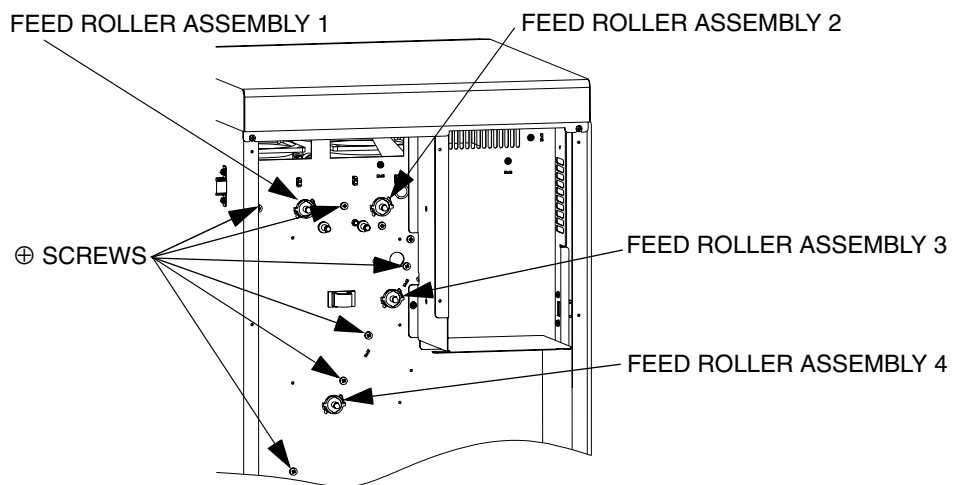 FEED ROLLER ASSEMBLY 1
FEED ROLLER ASSEMBLY 2
⊕ SCREWS
FEED ROLLER ASSEMBLY 3
FEED ROLLER ASSEMBLY 4